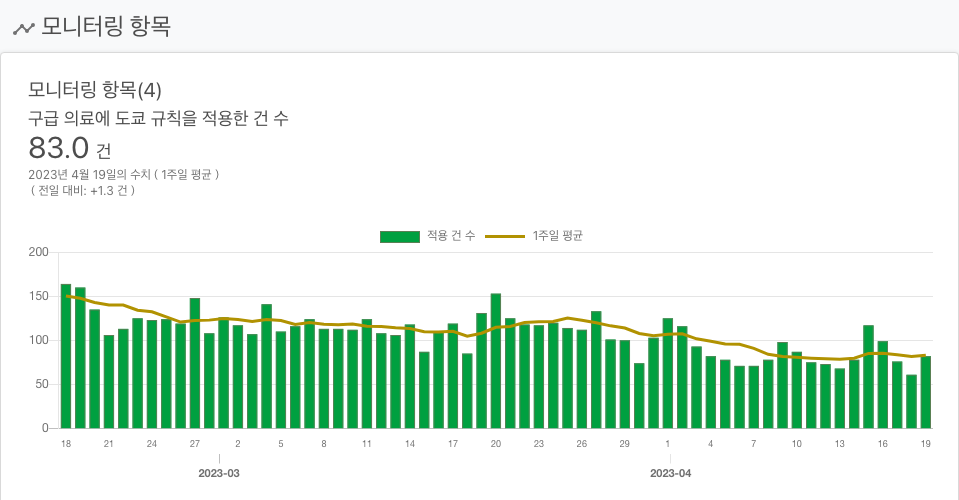 모니터링 항목
모니터링 항목(4)
구급 의료에 도쿄 규칙을 적용한 건 수
83.0 건
2023년 4월 19일의 수치 ( 1주일 평균 )
( 전일 대비: +1.3 건 )
적용 건 수 1주일 평균
200
150
100
50
0
18 21 24 27 2 5 8 11 14 17 20 23 26 29 1 4 7 10 13 16 19
2023-03 2023-04